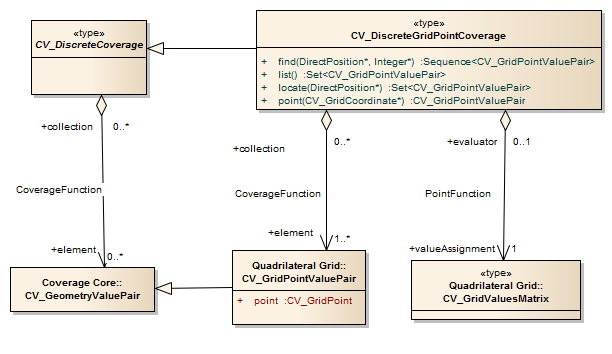 «type»
CV_DiscreteCoverage
«type»
CV_DiscreteGridPointCoverage
+ find(DirectPosition*, Integer*) :Sequence<CV_GridPointValuePair>
+ list() :Set<CV_GridPointValuePair>
+ locate(DirectPosition*) :Set<CV_GridPointValuePair>
+ point(CV_GridCoordinate*) :CV_GridPointValuePair
+collection 0..*
+collection 0..*
+evaluator 0..1
CoverageFunction
CoverageFunction
PointFunction
+element 0..*
+element 1..*
+valueAssignment 1
Coverage Core::
CV_GeometryValuePair
Quadrilateral Grid::
CV_GridPointValuePair
+ point :CV_GridPoint
«type»
Quadrilateral Grid::
CV_GridValuesMatrix